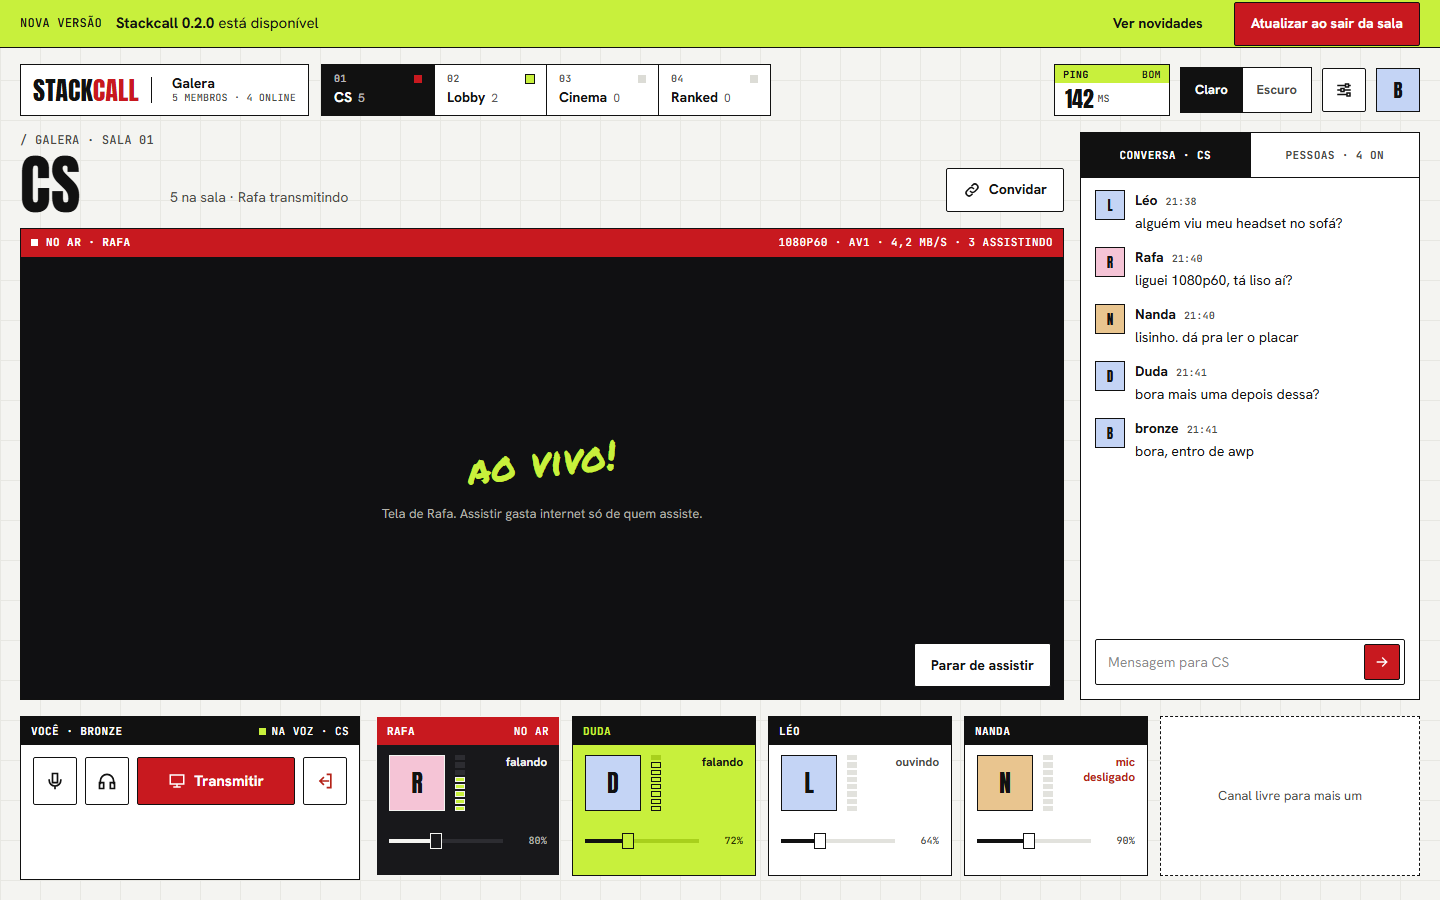 NOVA VERSÃO Stackcall 0.2.0 está disponível
Ver novidades
Atualizar ao sair da sala
STACKCALL
Galera
5 MEMBROS · 4 ONLINE
01
CS 5
02
Lobby 2
03
Cinema 0
04
Ranked 0
PING BOM
142 MS
Claro
Escuro
B
/ GALERA · SALA 01
CS
5 na sala · Rafa transmitindo
Convidar
NO AR · RAFA
1080P60 · AV1 · 4,2 MB/S · 3 ASSISTINDO
AO VIVO!
Tela de Rafa. Assistir gasta internet só de quem assiste.
Parar de assistir
CONVERSA · CS
PESSOAS · 4 ON
L
Léo 21:38
alguém viu meu headset no sofá?
R
Rafa 21:40
liguei 1080p60, tá liso aí?
N
Nanda 21:40
lisinho. dá pra ler o placar
D
Duda 21:41
bora mais uma depois dessa?
B
bronze 21:41
bora, entro de awp
Mensagem para CS
VOCÊ · BRONZE
NA VOZ · CS
Transmitir
RAFA
NO AR
R
falando
80%
DUDA
D
falando
72%
LÉO
L
ouvindo
64%
NANDA
N
mic
desligado
90%
Canal livre para mais um